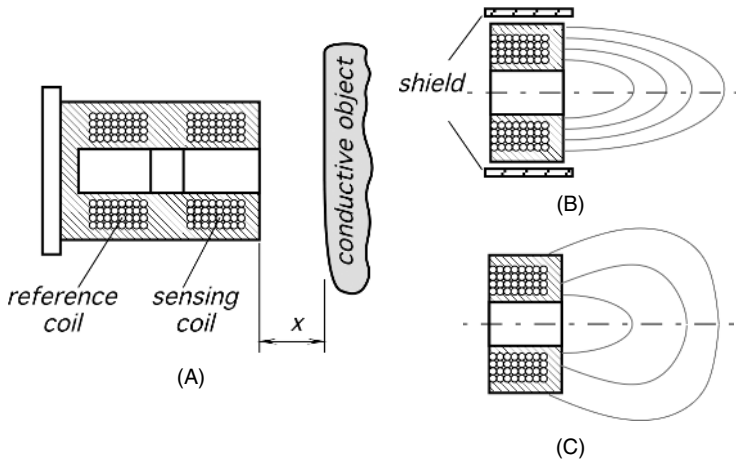 reference
coil
sensing
coil
x
conductive object
(A)
shield
(B)
(C)